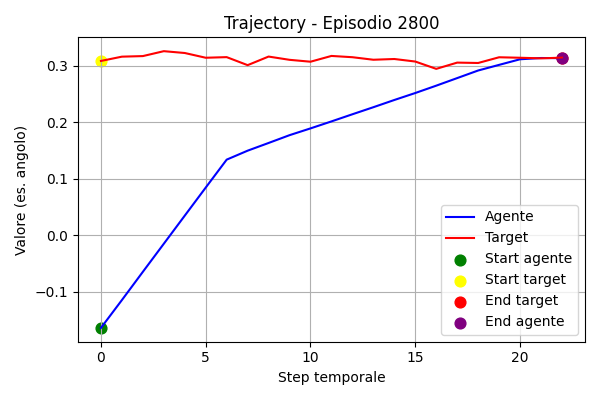 Trajectory - Episodio 2800
Valore (es. angolo)
0.3
0.2
0.1
0.0
−0.1
0
5
10
15
20
Step temporale
Agente
Target
Start agente
Start target
End target
End agente